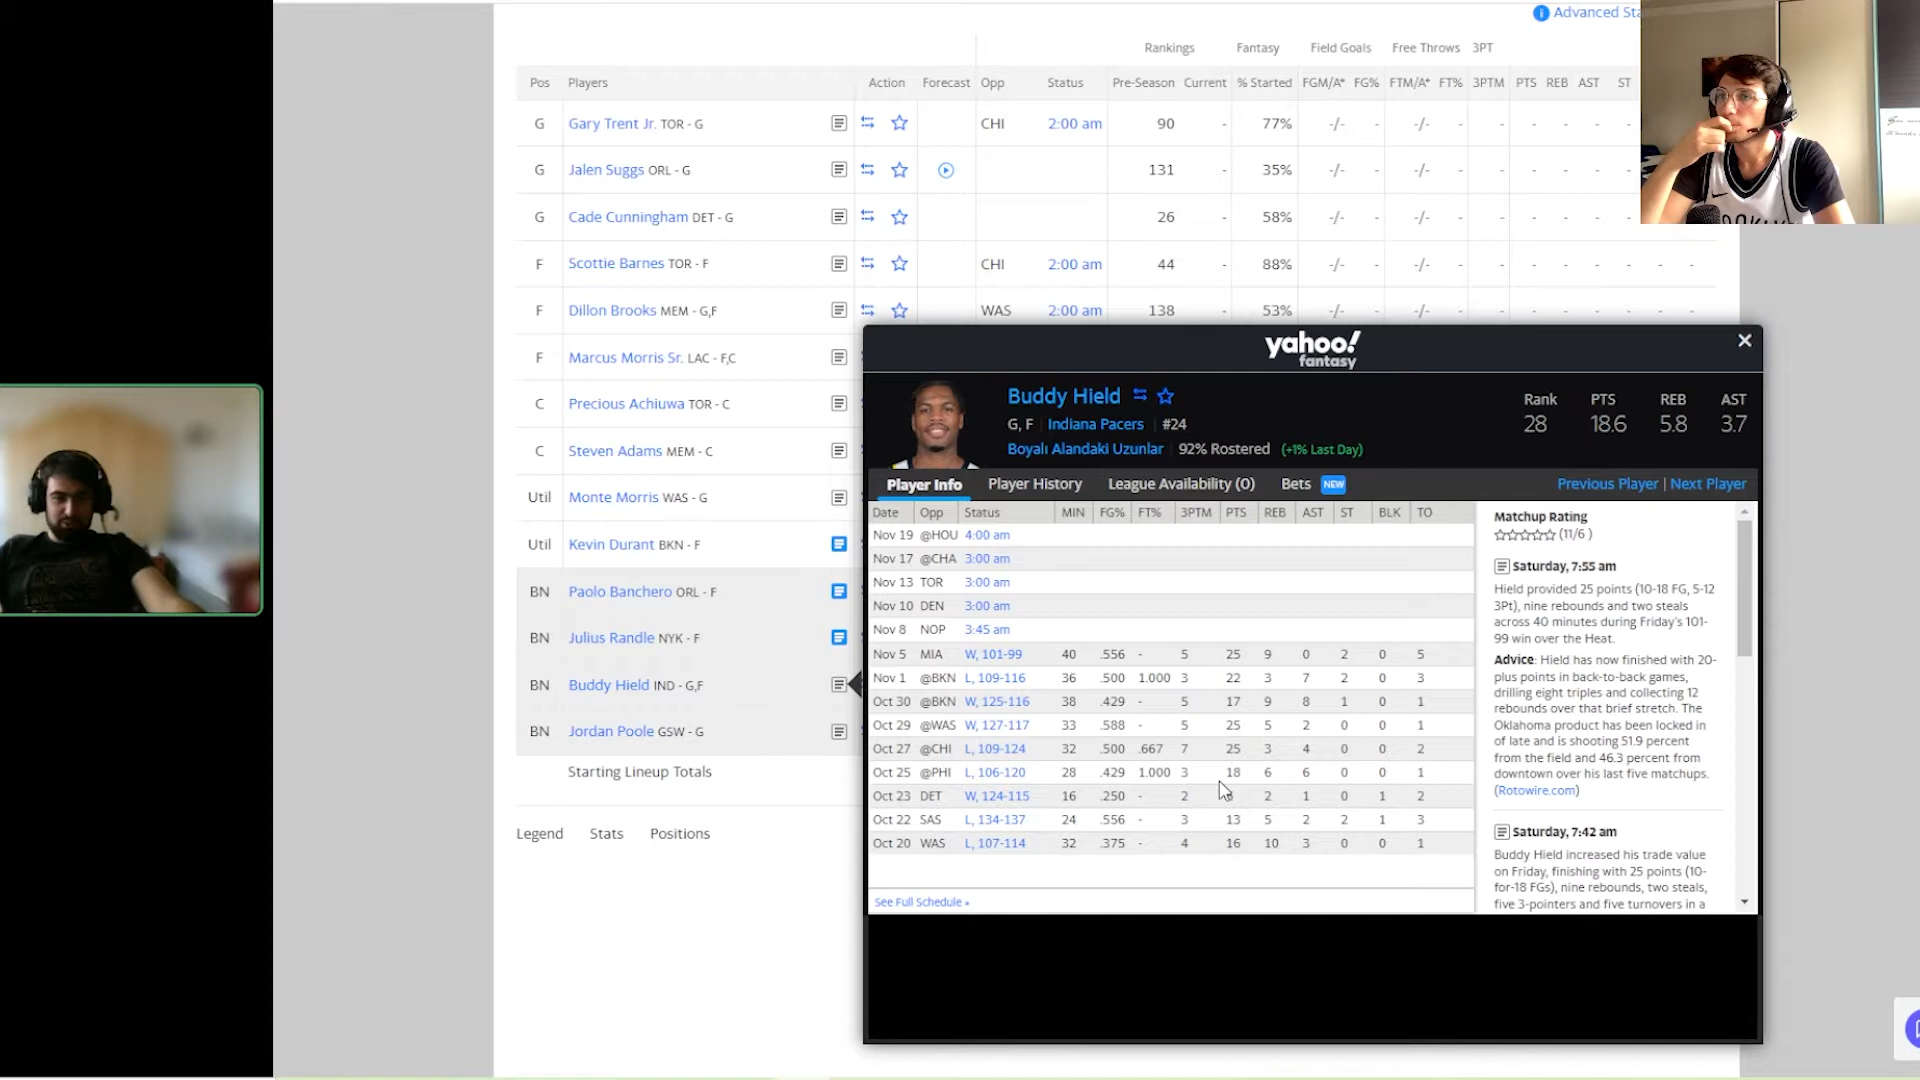 Advanced Sta
Rankings Fantasy Field Goals Free Throws 3PT
Pos Players Action Forecast Opp Status Pre-Season Current % Started FGM/A* FG% FTM/A* FT% 3PTM PTS REB AST ST
G Gary Trent Jr. TOR - G CHI 2:00 am 90 - 77% -/- - -/- - - - - - - - -
G Jalen Suggs ORL - G 131 - 35% -/- - -/- - - - - - - - -
G Cade Cunningham DET - G 26 - 58% -/- - -/- - - - - - - - -
F Scottie Barnes TOR - F CHI 2:00 am 44 - 88% -/- - -/- - - - - - - - -
F Dillon Brooks MEM - G,F WAS 2:00 am 138 - 53% -/- - -/- - - - - - - - -
F Marcus Morris Sr. LAC - F,C
C Precious Achiuwa TOR - C
C Steven Adams MEM - C
Util Monte Morris WAS - G
Util Kevin Durant BKN - F
BN Paolo Banchero ORL - F
BN Julius Randle NYK - F
BN Buddy Hield IND - G,F
BN Jordan Poole GSW - G
Starting Lineup Totals
Legend Stats Positions
yahoo!
fantasy
Buddy Hield
G, F Indiana Pacers #24
Boyalı Alandaki Uzunlar 92% Rostered (+1% Last Day)
Rank PTS REB AST
28 18.6 5.8 3.7
Player Info Player History League Availability (0) Bets NEW Previous Player | Next Player
Date Opp Status MIN FG% FT% 3PTM PTS REB AST ST BLK TO
Nov 19 @HOU 4:00 am
Nov 17 @CHA 3:00 am
Nov 13 TOR 3:00 am
Nov 10 DEN 3:00 am
Nov 8 NOP 3:45 am
Nov 5 MIA W, 101-99 40 .556 - 5 25 9 0 2 0 5
Nov 1 @BKN L, 109-116 36 .500 1.000 3 22 3 7 2 0 3
Oct 30 @BKN W, 125-116 38 .429 - 5 17 9 8 1 0 1
Oct 29 @WAS W, 127-117 33 .588 - 5 25 5 2 0 0 1
Oct 27 @CHI L, 109-124 32 .500 .667 7 25 3 4 0 0 2
Oct 25 @PHI L, 106-120 28 .429 1.000 3 18 6 6 0 0 1
Oct 23 DET W, 124-115 16 .250 - 2 2 1 0 1 2
Oct 22 SAS L, 134-137 24 .556 - 3 13 5 2 2 1 3
Oct 20 WAS L, 107-114 32 .375 - 4 16 10 3 0 0 1
See Full Schedule »
Matchup Rating
(11/6 )
Saturday, 7:55 am
Hield provided 25 points (10-18 FG, 5-12
3Pt), nine rebounds and two steals
across 40 minutes during Friday's 101-
99 win over the Heat.
Advice: Hield has now finished with 20-
plus points in back-to-back games,
drilling eight triples and collecting 12
rebounds over that brief stretch. The
Oklahoma product has been locked in
of late and is shooting 51.9 percent
from the field and 46.3 percent from
downtown over his last five matchups.
(Rotowire.com)
Saturday, 7:42 am
Buddy Hield increased his trade value
on Friday, finishing with 25 points (10-
for-18 FGs), nine rebounds, two steals,
five 3-pointers and five turnovers in a